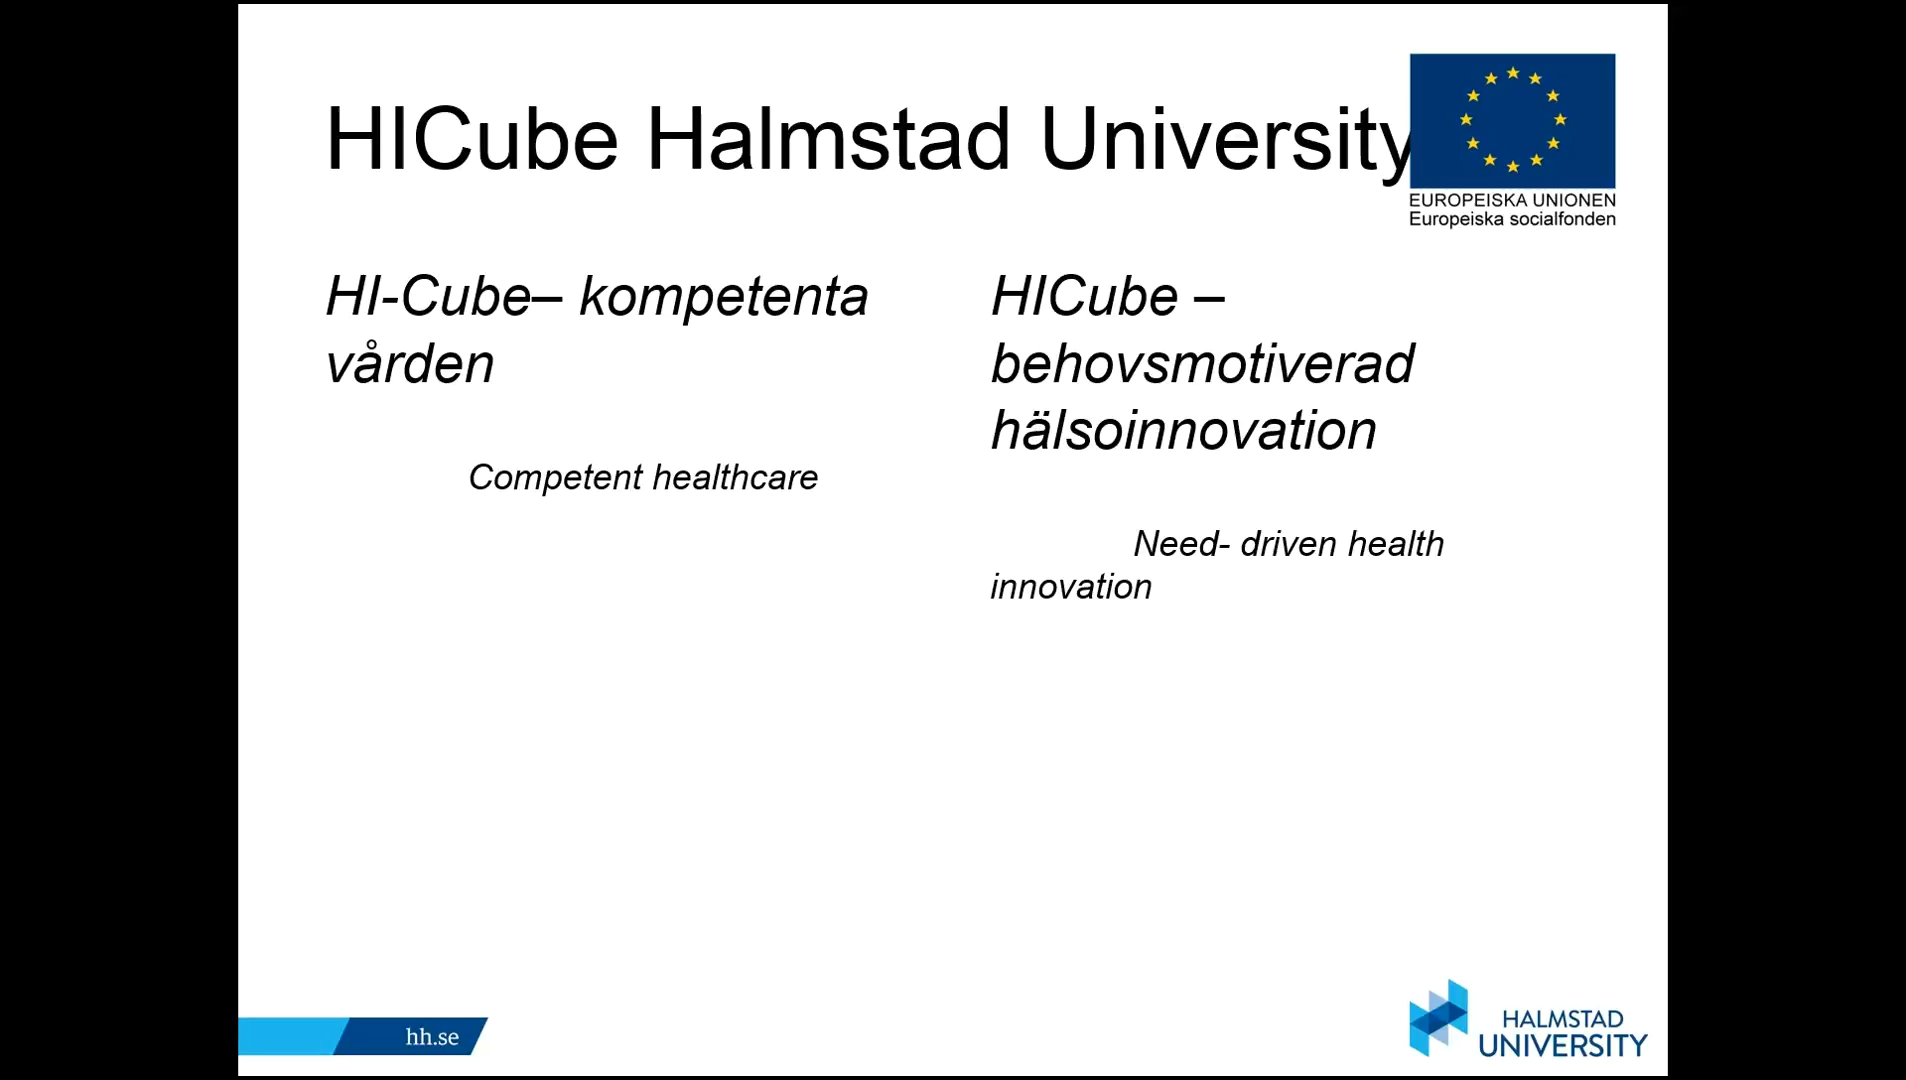 HICube Halmstad University
EUROPEISKA UNIONEN
Europeiska socialfonden
HI-Cube– kompetenta
vården
Competent healthcare
HICube –
behovsmotiverad
hälsoinnovation
Need- driven health
innovation
hh.se
HALMSTAD
UNIVERSITY